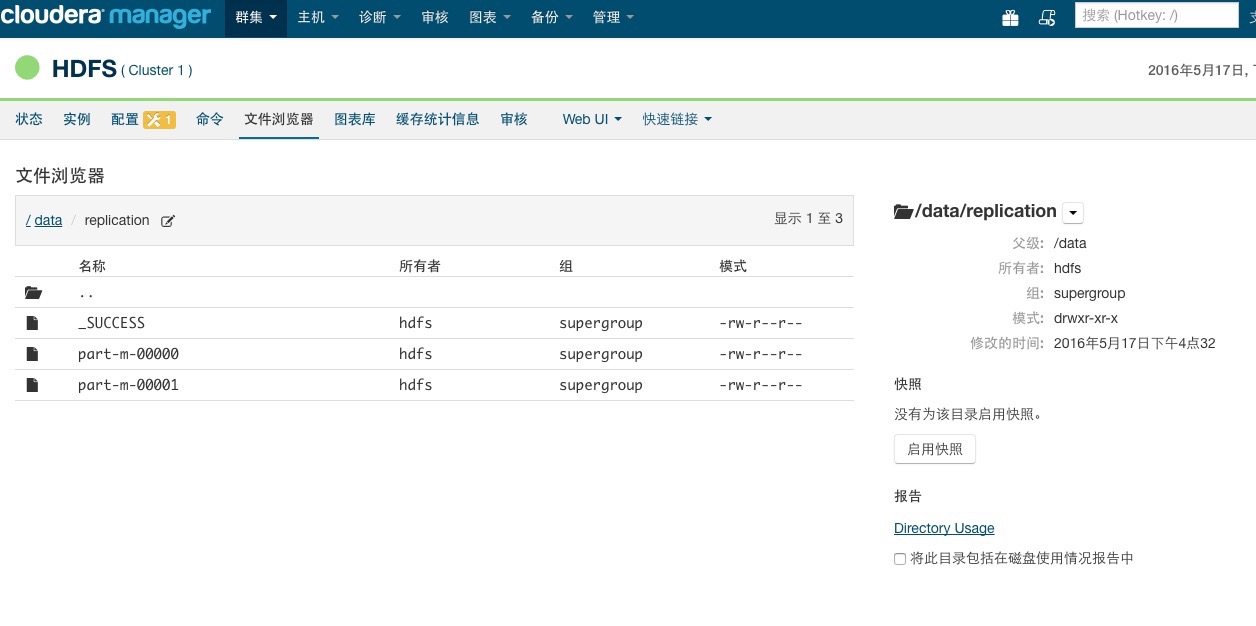 cloudera manager 群集 主机 诊断 审核 图表 备份 管理 搜索 (Hotkey: /)
HDFS ( Cluster 1 ) 2016年5月17日,
状态 实例 配置 1 命令 文件浏览器 图表库 缓存统计信息 审核 Web UI 快速链接
文件浏览器
/ data / replication 显示 1 至 3
名称 所有者 组 模式
..
_SUCCESS hdfs supergroup -rw-r--r--
part-m-00000 hdfs supergroup -rw-r--r--
part-m-00001 hdfs supergroup -rw-r--r--
/data/replication
父级: /data
所有者: hdfs
组: supergroup
模式: drwxr-xr-x
修改的时间: 2016年5月17日下午4点32
快照
没有为该目录启用快照。
启用快照
报告
Directory Usage
将此目录包括在磁盘使用情况报告中